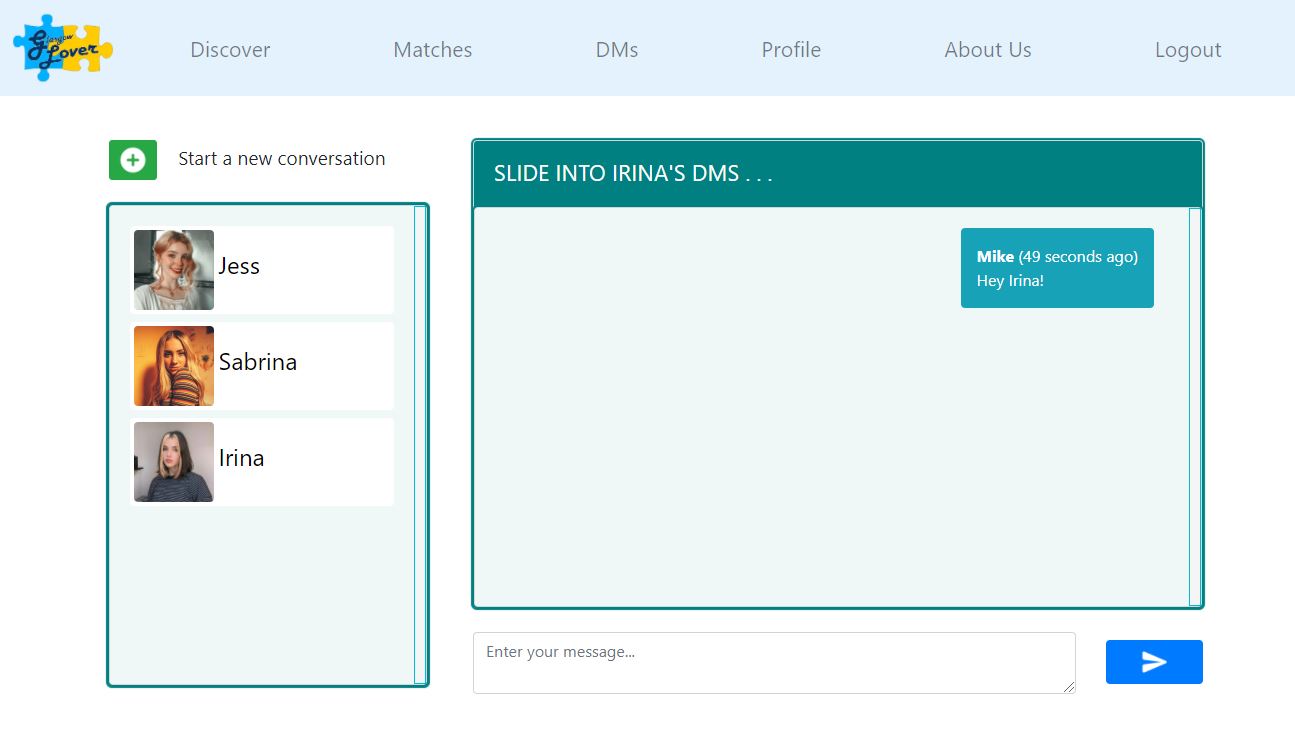 Glasgow
Lover
Discover
Matches
DMs
Profile
About Us
Logout
Start a new conversation
Jess
Sabrina
Irina
SLIDE INTO IRINA'S DMS . . .
Mike (49 seconds ago)
Hey Irina!
Enter your message...